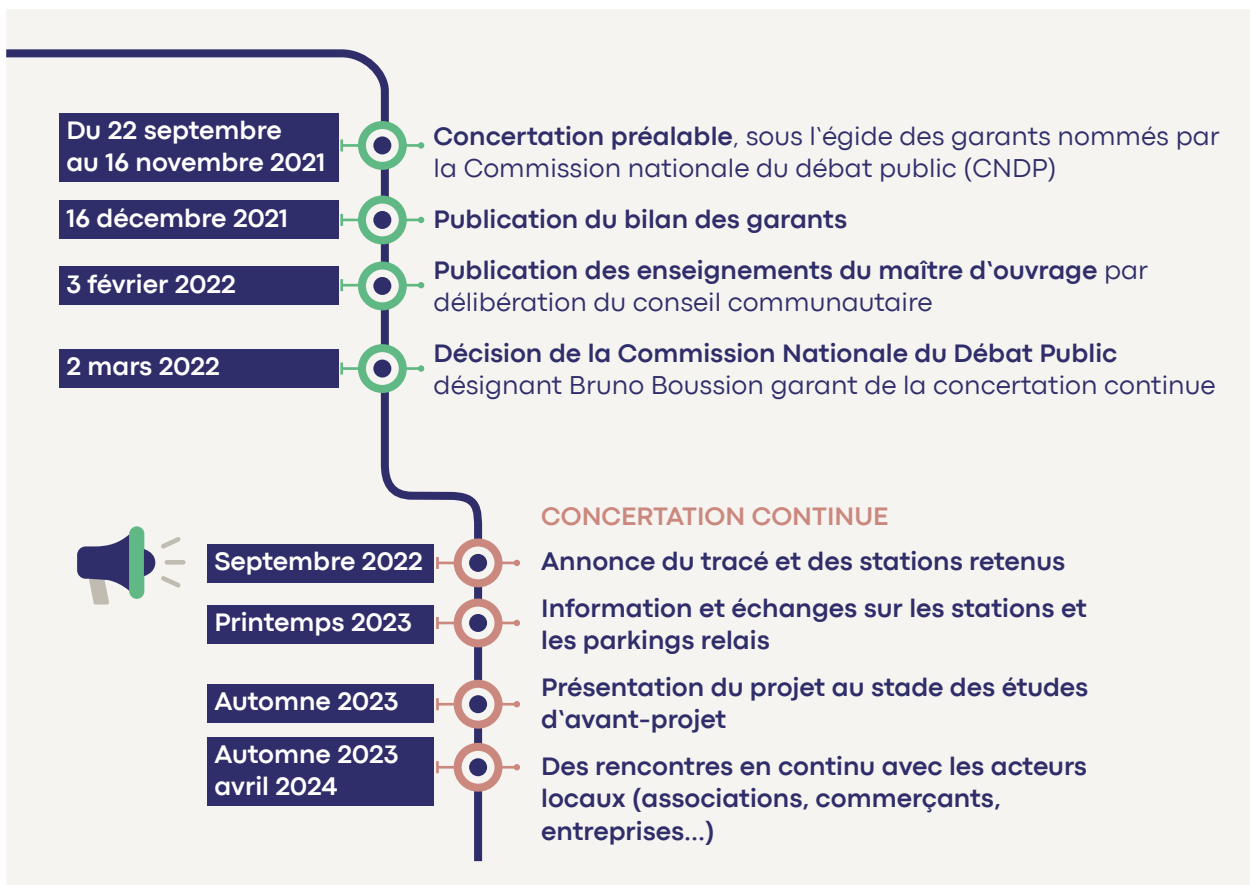 Du 22 septembre
au 16 novembre 2021
Concertation préalable, sous l‘égide des garants nommés par
la Commission nationale du débat public (CNDP)
16 décembre 2021
Publication du bilan des garants
3 février 2022
Publication des enseignements du maître d‘ouvrage par
délibération du conseil communautaire
2 mars 2022
Décision de la Commission Nationale du Débat Public
désignant Bruno Boussion garant de la concertation continue
CONCERTATION CONTINUE
Septembre 2022
Annonce du tracé et des stations retenus
Printemps 2023
Information et échanges sur les stations et
les parkings relais
Automne 2023
Présentation du projet au stade des études
d‘avant-projet
Automne 2023
avril 2024
Des rencontres en continu avec les acteurs
locaux (associations, commerçants,
entreprises...)